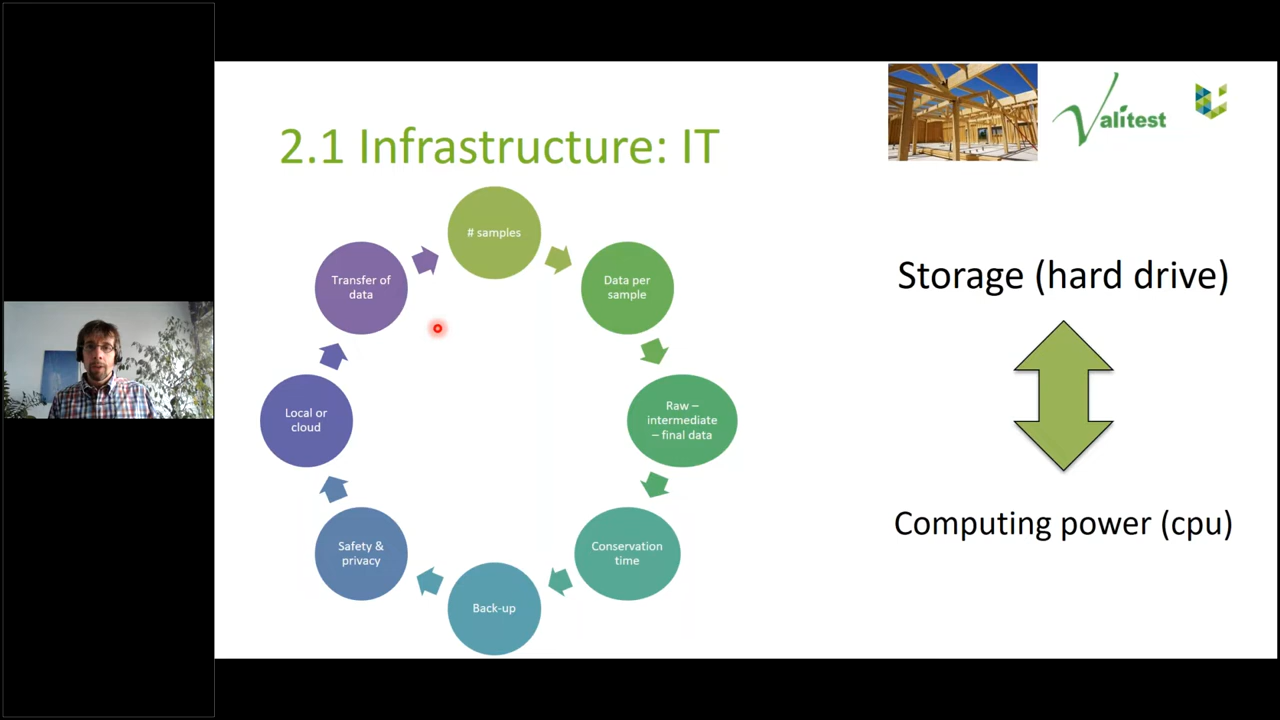 Valitest
2.1 Infrastructure: IT
# samples
Data per
sample
Raw –
intermediate
– final data
Conservation
time
Back-up
Safety &
privacy
Local or
cloud
Transfer of
data
Storage (hard drive)
Computing power (cpu)